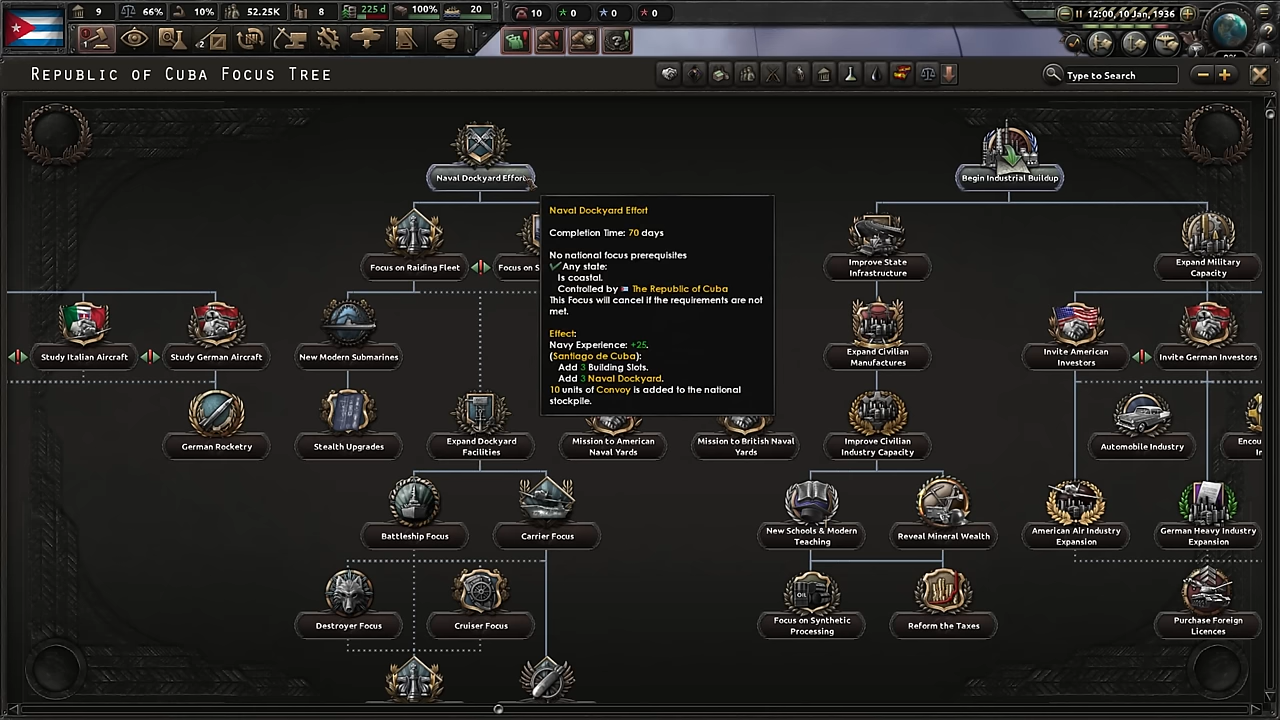 9 66% 10% 52.25K 8 225 d 100% 20 10 0 0 0 12:00, 10 Jan, 1936
Republic of Cuba Focus Tree
Type to Search
Naval Dockyard Effort
Begin Industrial Buildup
Naval Dockyard Effort
Completion Time: 70 days
No national focus prerequisites
Any state:
Is coastal.
Controlled by The Republic of Cuba
This Focus will cancel if the requirements are not
met.
Effect:
Navy Experience: +25.
(Santiago de Cuba):
Add 3 Building Slots.
Add 3 Naval Dockyard.
10 units of Convoy is added to the national
stockpile.
Focus on Raiding Fleet
Focus on S
Improve State
Infrastructure
Expand Military
Capacity
Study Italian Aircraft
Study German Aircraft
New Modern Submarines
Expand Civilian
Manufactures
Invite American
Investors
Invite German Investors
German Rocketry
Stealth Upgrades
Expand Dockyard
Facilities
Mission to American
Naval Yards
Mission to British Naval
Yards
Improve Civilian
Industry Capacity
Automobile Industry
Encou
Battleship Focus
Carrier Focus
New Schools & Modern
Teaching
Reveal Mineral Wealth
American Air Industry
Expansion
German Heavy Industry
Expansion
OIL
Destroyer Focus
Cruiser Focus
Focus on Synthetic
Processing
Reform the Taxes
Purchase Foreign
Licences